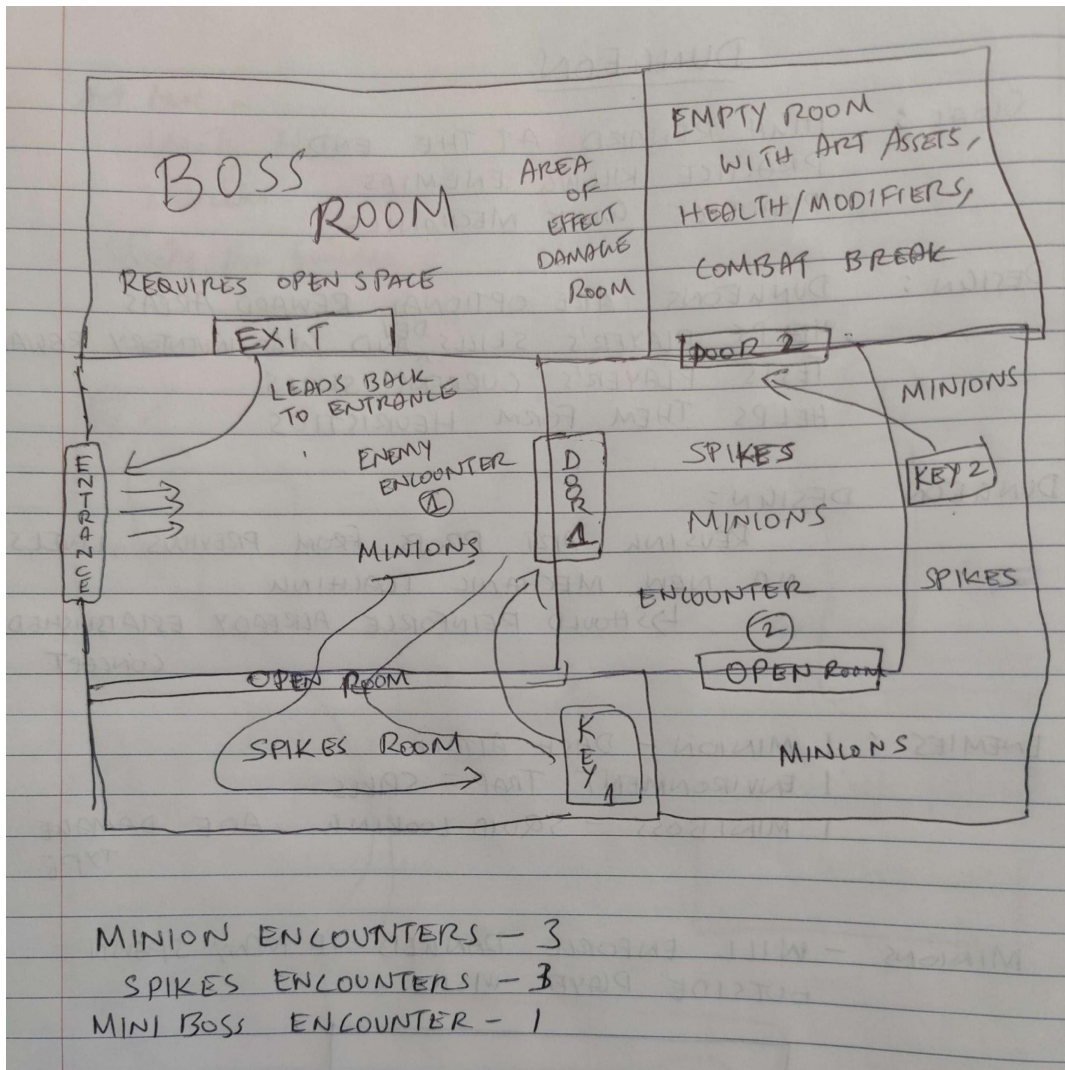 BOSS
ROOM
REQUIRES OPEN SPACE
AREA
OF
EFFECT
DAMAGE
ROOM
EMPTY ROOM
WITH ART ASSETS,
HEALTH/MODIFIERS,
COMBAT BREAK
EXIT
LEADS BACK
TO ENTRANCE
DOOR 2
ENTRANCE
ENEMY
ENCOUNTER
1
MINIONS
DOOR 1
SPIKES
MINIONS
ENCOUNTER
2
MINIONS
KEY 2
SPIKES
OPEN ROOM
OPEN ROOM
SPIKES ROOM
KEY 1
MINIONS
MINION ENCOUNTERS - 3
SPIKES ENCOUNTERS - 3
MINI BOSS ENCOUNTER - 1